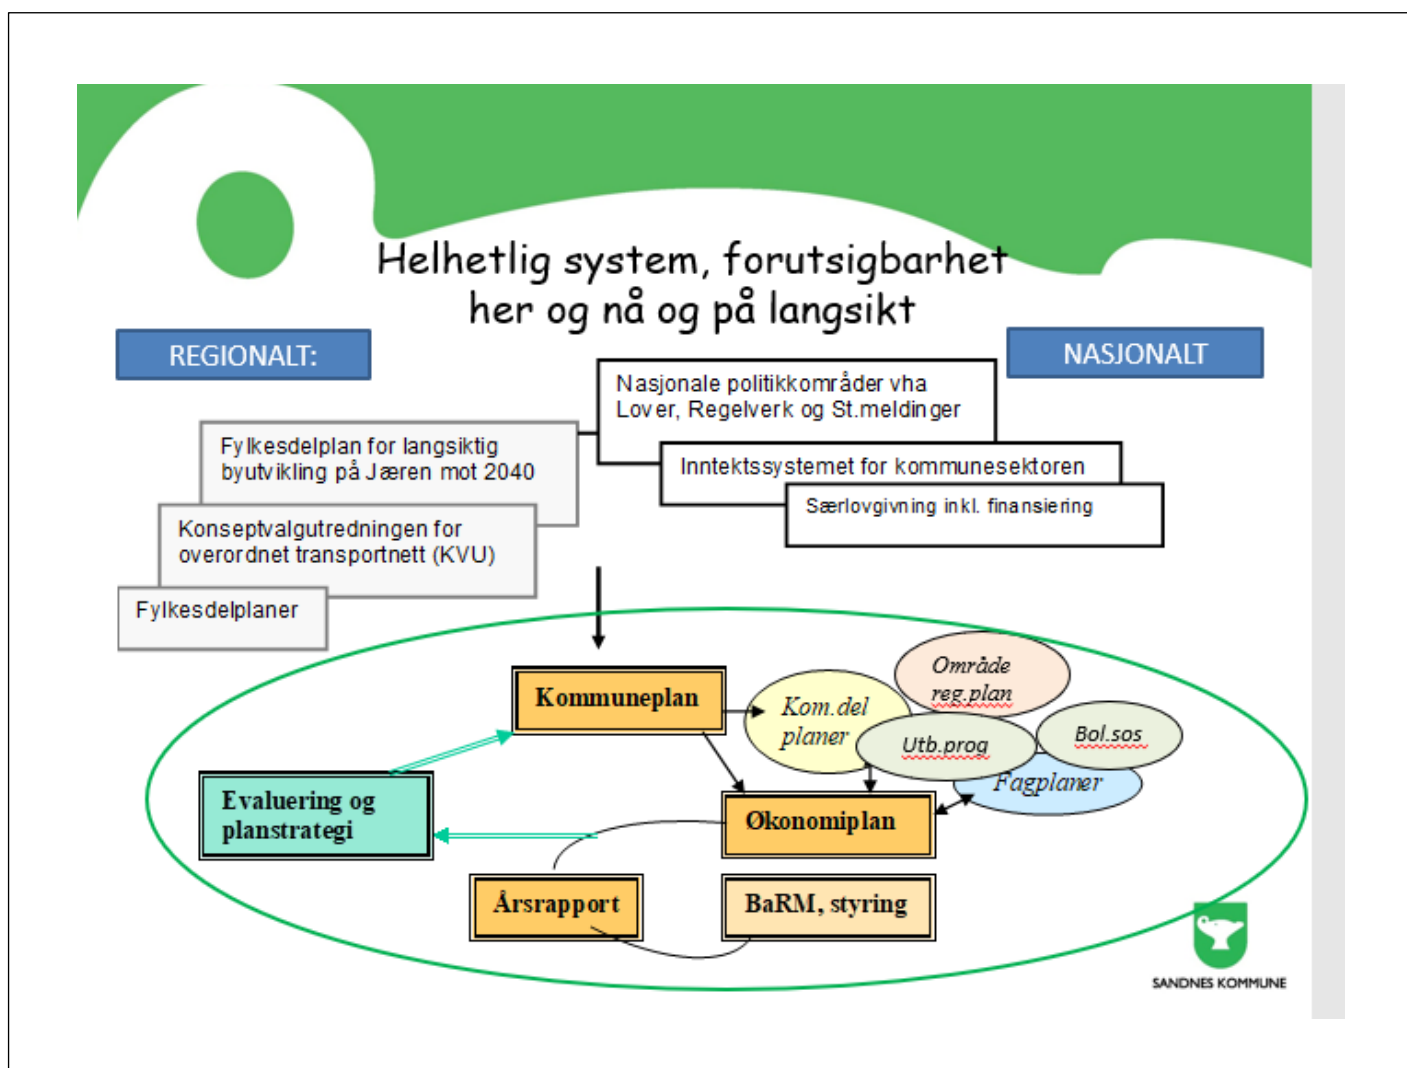 Helhetlig system, forutsigbarhet
her og nå og på langsikt
REGIONALT:
NASJONALT
Nasjonale politikkområder vha
Lover, Regelverk og St.meldinger
Fylkesdelplan for langsiktig
byutvikling på Jæren mot 2040
Inntektssystemet for kommunesektoren
Særlovgivning inkl. finansiering
Konseptvalgutredningen for
overordnet transportnett (KVU)
Fylkesdelplaner
Kommuneplan
Kom.del
planer
Område
reg.plan
Utb.prog
Bol.sos
Fagplaner
Evaluering og
planstrategi
Økonomiplan
Årsrapport
BaRM, styring
SANDNES KOMMUNE